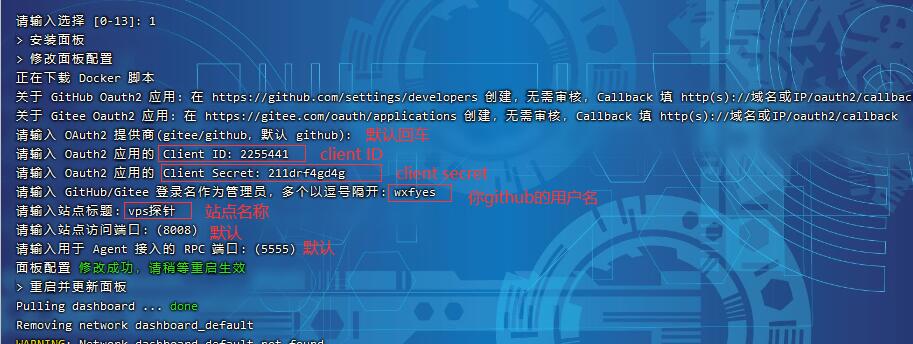 请输入选择 [0-13]: 1
> 安装面板
> 修改面板配置
正在下载 Docker 脚本
关于 GitHub Oauth2 应用: 在 https://github.com/settings/developers 创建, 无需审核, Callback 填 http(s)://域名或IP/oauth2/callbac
关于 Gitee Oauth2 应用: 在 https://gitee.com/oauth/applications 创建, 无需审核, Callback 填 http(s)://域名或IP/oauth2/callback
请输入 OAuth2 提供商(gitee/github, 默认 github): 默认回车
请输入 Oauth2 应用的 Client ID: 2255441 client ID
请输入 Oauth2 应用的 Client Secret: 211drf4gd4g client secret
请输入 GitHub/Gitee 登录名作为管理员, 多个以逗号隔开: wxfyes 你github的用户名
请输入站点标题: vps探针 站点名称
请输入站点访问端口: (8008) 默认
请输入用于 Agent 接入的 RPC 端口: (5555) 默认
面板配置 修改成功, 请稍等重启生效
> 重启并更新面板
Pulling dashboard ... done
Removing network dashboard_default
WARNING: Network dashboard_default not found.